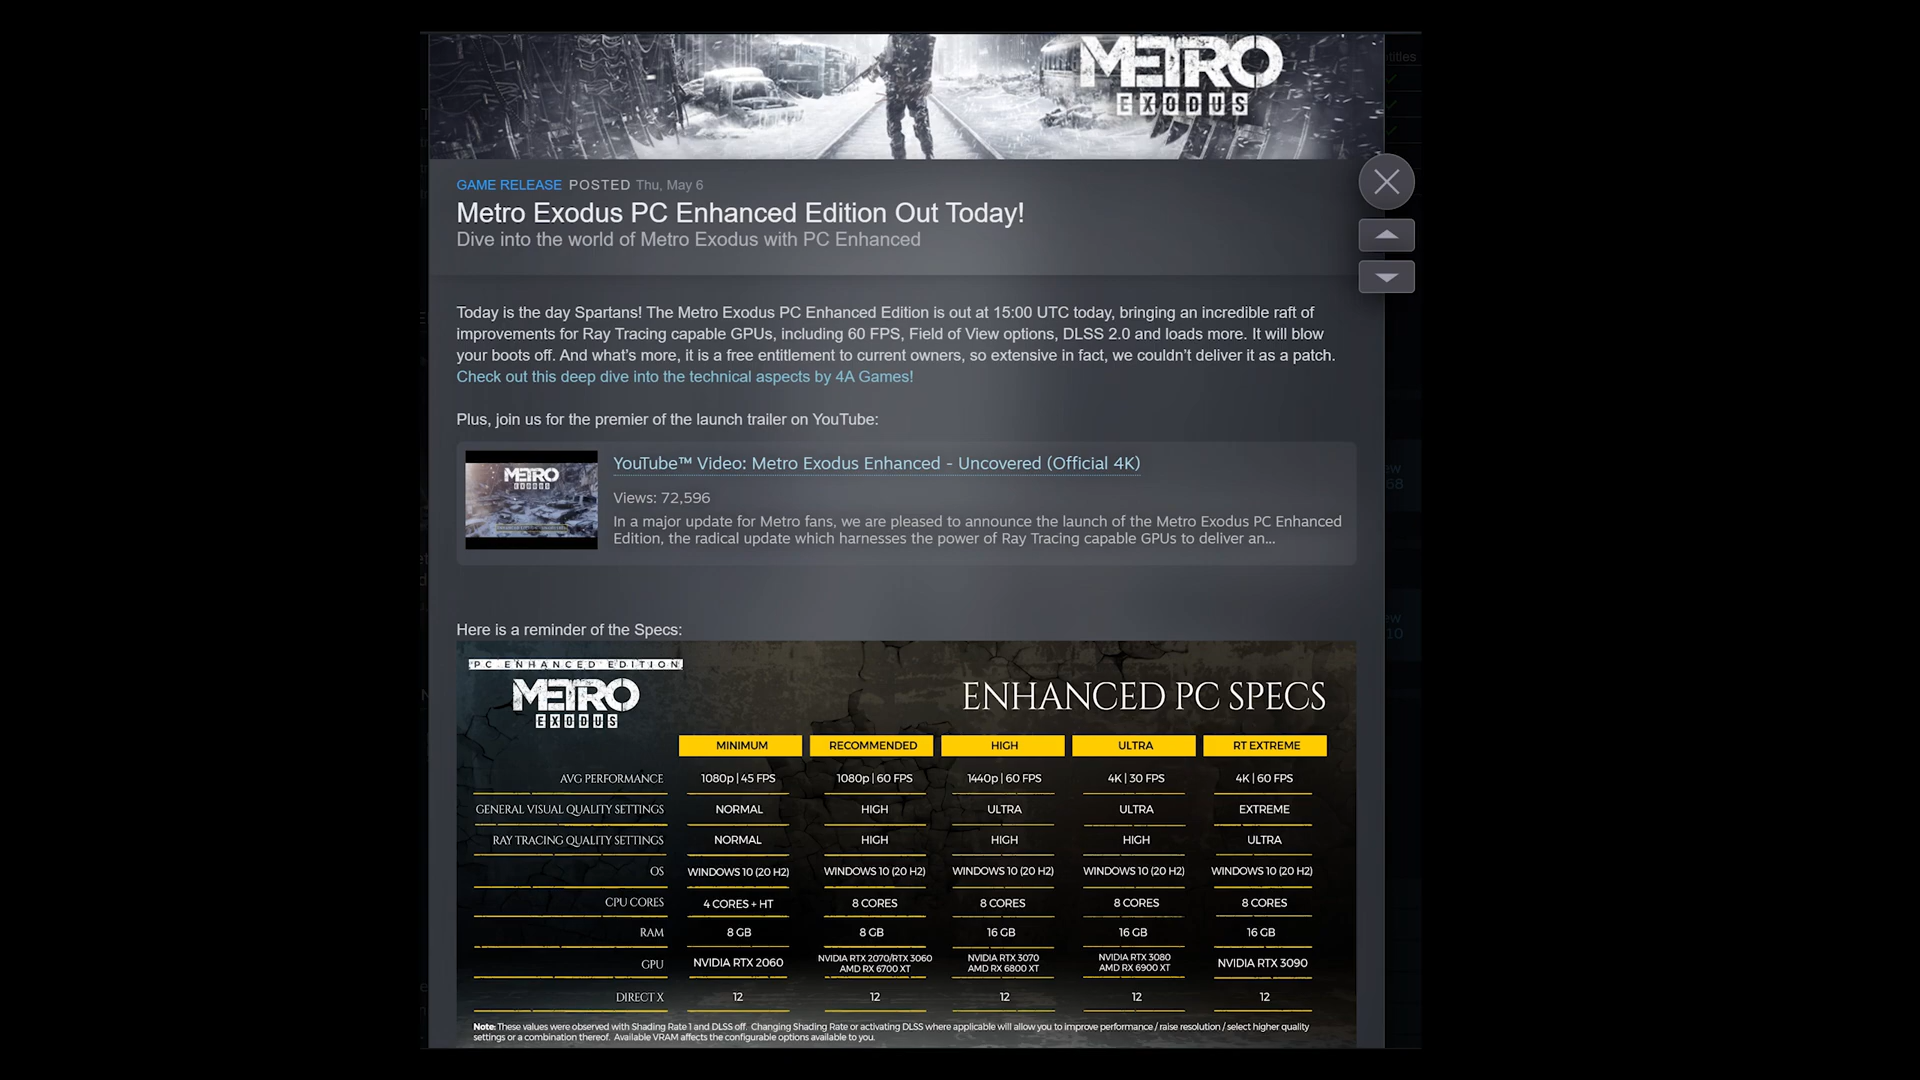 METRO
EXODUS
GAME RELEASE POSTED Thu, May 6
Metro Exodus PC Enhanced Edition Out Today!
Dive into the world of Metro Exodus with PC Enhanced
Today is the day Spartans! The Metro Exodus PC Enhanced Edition is out at 15:00 UTC today, bringing an incredible raft of
improvements for Ray Tracing capable GPUs, including 60 FPS, Field of View options, DLSS 2.0 and loads more. It will blow
your boots off. And what's more, it is a free entitlement to current owners, so extensive in fact, we couldn't deliver it as a patch.
Check out this deep dive into the technical aspects by 4A Games!
Plus, join us for the premier of the launch trailer on YouTube:
METRO
EXODUS
YouTube™ Video: Metro Exodus Enhanced - Uncovered (Official 4K)
Views: 72,596
In a major update for Metro fans, we are pleased to announce the launch of the Metro Exodus PC Enhanced
Edition, the radical update which harnesses the power of Ray Tracing capable GPUs to deliver an...
Here is a reminder of the Specs:
PC ENHANCED EDITION
METRO
EXODUS
ENHANCED PC SPECS
MINIMUM RECOMMENDED HIGH ULTRA RT EXTREME
AVG PERFORMANCE 1080p | 45 FPS 1080p | 60 FPS 1440p | 60 FPS 4K | 30 FPS 4K | 60 FPS
GENERAL VISUAL QUALITY SETTINGS NORMAL HIGH ULTRA ULTRA EXTREME
RAY TRACING QUALITY SETTINGS NORMAL HIGH HIGH HIGH ULTRA
OS WINDOWS 10 (20 H2) WINDOWS 10 (20 H2) WINDOWS 10 (20 H2) WINDOWS 10 (20 H2) WINDOWS 10 (20 H2)
CPU CORES 4 CORES + HT 8 CORES 8 CORES 8 CORES 8 CORES
RAM 8 GB 8 GB 16 GB 16 GB 16 GB
GPU NVIDIA RTX 2060 NVIDIA RTX 2070/RTX 3060 AMD RX 6700 XT NVIDIA RTX 3070 AMD RX 6800 XT NVIDIA RTX 3080 AMD RX 6900 XT NVIDIA RTX 3090
DIRECT X 12 12 12 12 12
Note: These values were observed with Shading Rate 1 and DLSS off. Changing Shading Rate or activating DLSS where applicable will allow you to improve performance / raise resolution / select higher quality
settings or a combination thereof. Available VRAM affects the configurable options available to you.